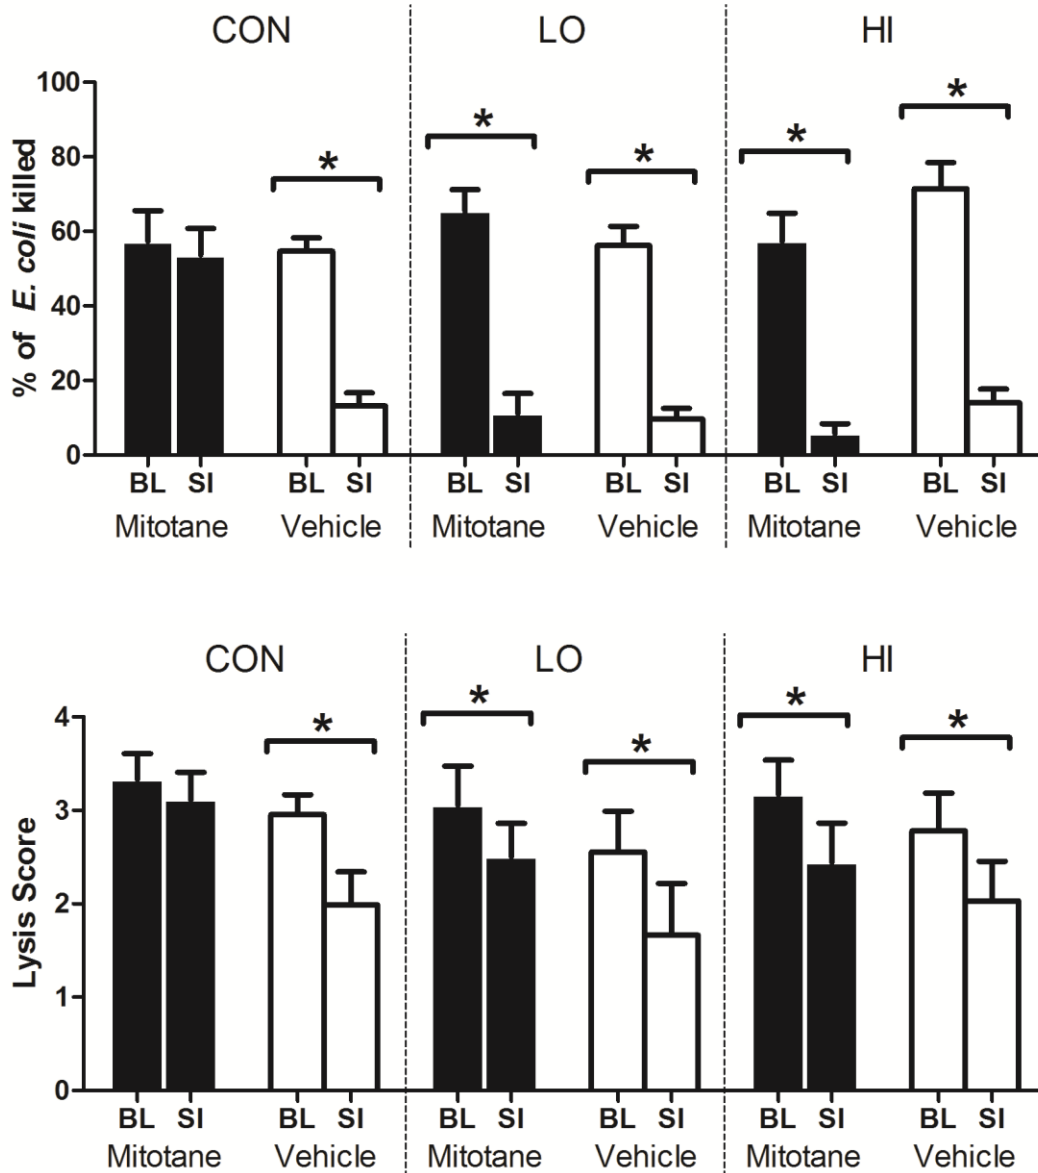 CON LO HI
% of E. coli killed
100
80
60
40
20
0
* * * * *
BL SI BL SI BL SI BL SI BL SI BL SI
Mitotane Vehicle Mitotane Vehicle Mitotane Vehicle
CON LO HI
Lysis Score
4
3
2
1
0
* * * * *
BL SI BL SI BL SI BL SI BL SI BL SI
Mitotane Vehicle Mitotane Vehicle Mitotane Vehicle